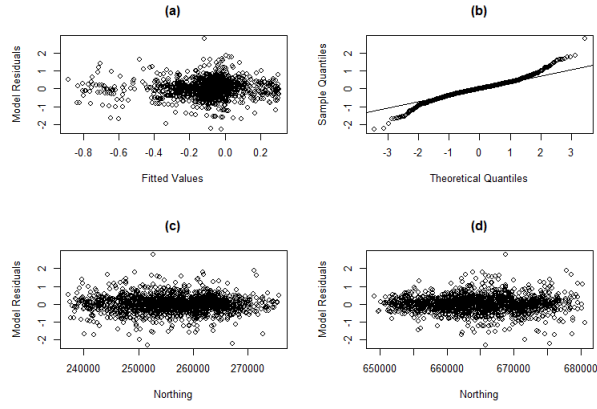 (a)
Model Residuals
2
1
0
-1
-2
-0.8 -0.6 -0.4 -0.2 0.0 0.2
Fitted Values
(b)
Sample Quantiles
2
1
0
-1
-2
-3 -2 -1 0 1 2 3
Theoretical Quantiles
(c)
Model Residuals
2
1
0
-1
-2
240000 250000 260000 270000
Northing
(d)
Model Residuals
2
1
0
-1
-2
650000 660000 670000 680000
Northing